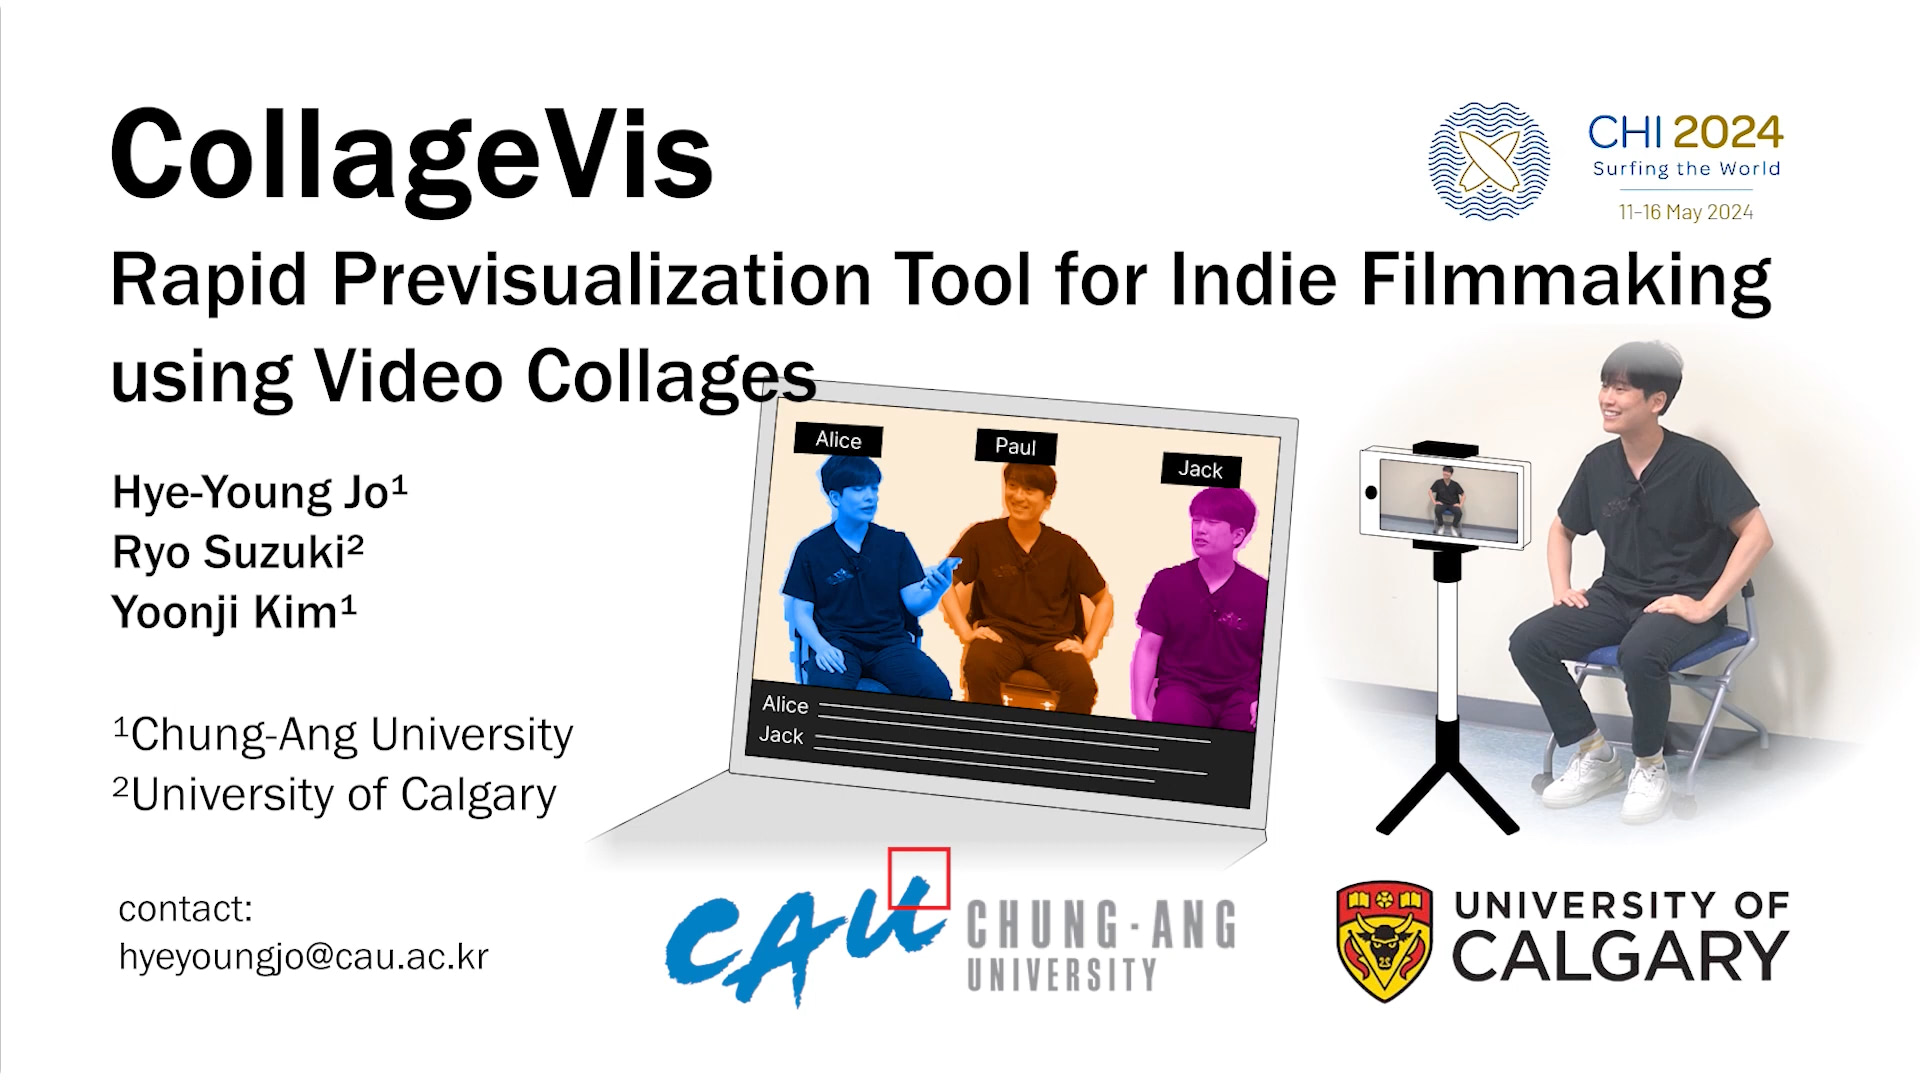 CollageVis
Rapid Previsualization Tool for Indie Filmmaking
using Video Collages
CHI 2024
Surfing the World
11–16 May 2024
Hye-Young Jo¹
Ryo Suzuki²
Yoonji Kim¹
¹Chung-Ang University
²University of Calgary
contact:
hyeyoungjo@cau.ac.kr
Alice
Paul
Jack
Alice
Jack
CAU
CHUNG-ANG
UNIVERSITY
UNIVERSITY OF
CALGARY